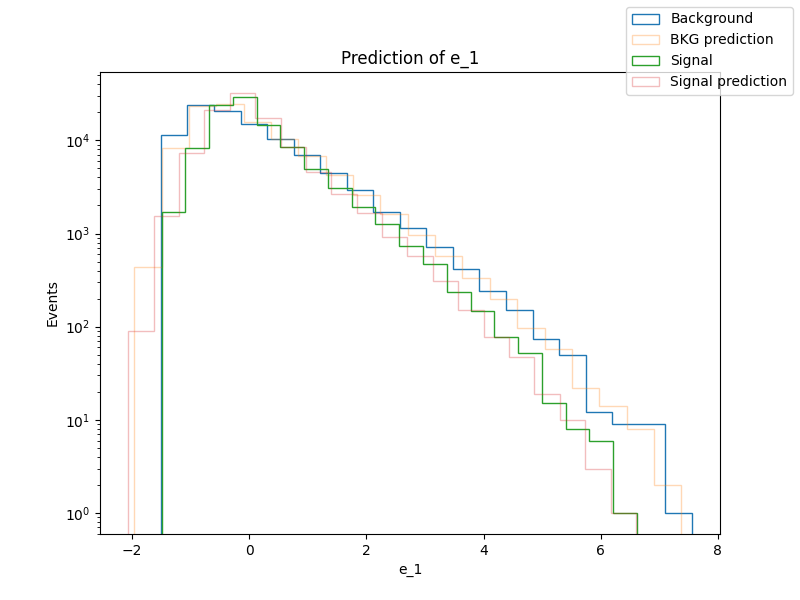 Prediction of e_1
Background
BKG prediction
Signal
Signal prediction
Events
10⁴
10³
10²
10¹
10⁰
−2
0
2
4
6
8
e_1